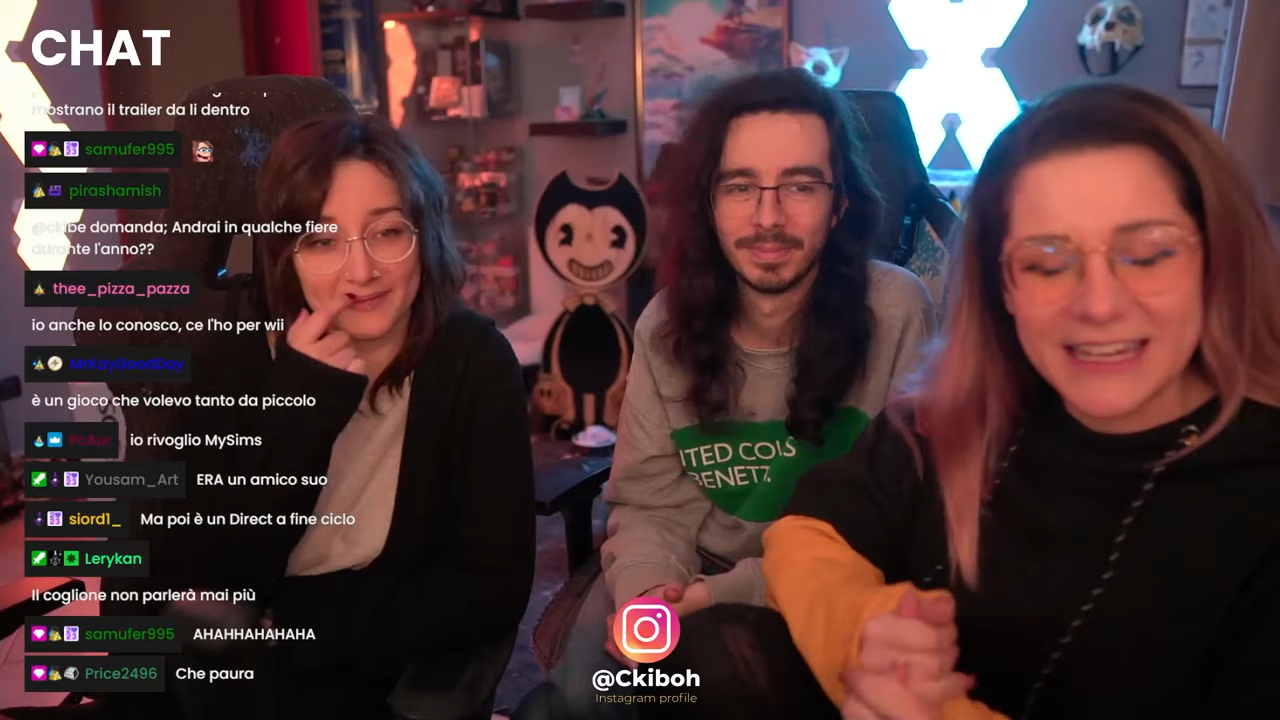 CHAT
mostrano il trailer da li dentro
samufer995
pirashamish
@ckibe domanda; Andrai in qualche fiere
durante l'anno??
thee_pizza_pazza
io anche lo conosco, ce l'ho per wii
MrKayGoodDay
è un gioco che volevo tanto da piccolo
PcAur io rivoglio MySims
Yousam_Art ERA un amico suo
siord1_ Ma poi è un Direct a fine ciclo
Lerykan
Il coglione non parlerà mai più
samufer995 AHAHHAHAHAHA
Price2496 Che paura
@Ckiboh
Instagram profile